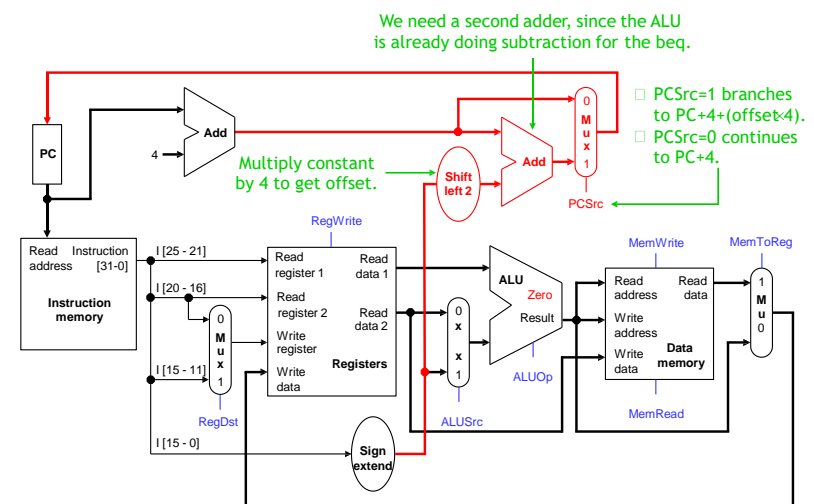 We need a second adder, since the ALU
is already doing subtraction for the beq.
PCSrc=1 branches
to PC+4+(offset×4).
PCSrc=0 continues
to PC+4.
0
M
u
x
1
PCSrc
Add
4
PC
Multiply constant
by 4 to get offset.
Shift
left 2
Add
RegWrite
MemWrite
MemToReg
Read
address
Instruction
[31-0]
Instruction
memory
I [25 - 21]
I [20 - 16]
I [15 - 11]
I [15 - 0]
0
M
u
x
1
RegDst
Read
register 1
Read
data 1
Read
register 2
Read
data 2
Write
register
Write
data
Registers
0
x
x
1
ALUSrc
ALU
Zero
Result
ALUOp
Read
address
Read
data
Write
address
Write
data
Data
memory
MemRead
1
M
u
0
Sign
extend